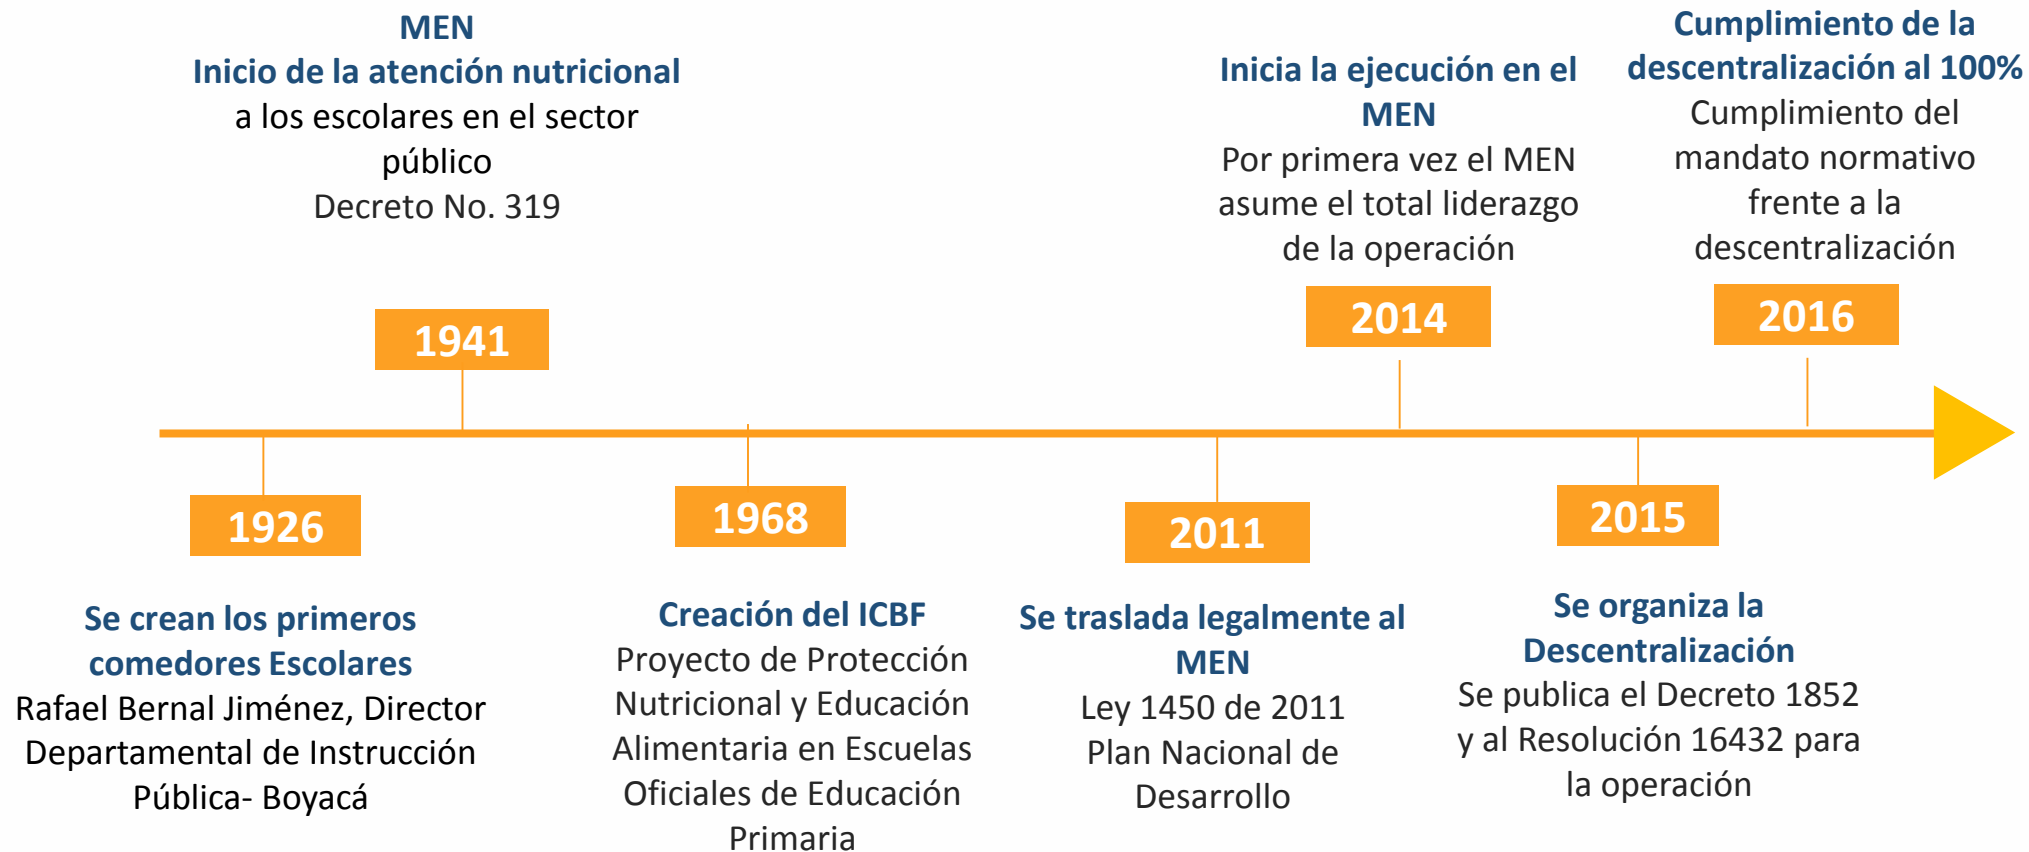 MEN
Inicio de la atención nutricional
a los escolares en el sector
público
Decreto No. 319
Inicia la ejecución en el
MEN
Por primera vez el MEN
asume el total liderazgo
de la operación
Cumplimiento de la
descentralización al 100%
Cumplimiento del
mandato normativo
frente a la
descentralización
1941
2014
2016
1926
1968
2011
2015
Se crean los primeros
comedores Escolares
Rafael Bernal Jiménez, Director
Departamental de Instrucción
Pública- Boyacá
Creación del ICBF
Proyecto de Protección
Nutricional y Educación
Alimentaria en Escuelas
Oficiales de Educación
Primaria
Se traslada legalmente al
MEN
Ley 1450 de 2011
Plan Nacional de
Desarrollo
Se organiza la
Descentralización
Se publica el Decreto 1852
y al Resolución 16432 para
la operación